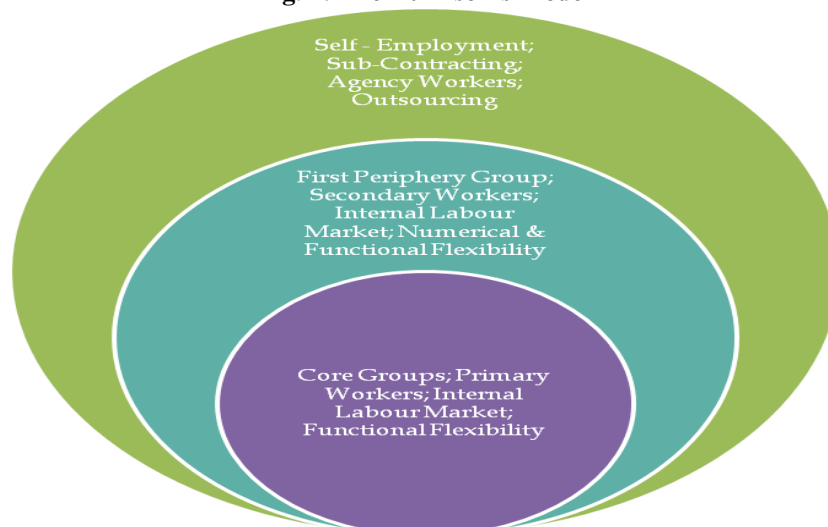 Self - Employment;
Sub-Contracting;
Agency Workers;
Outsourcing
First Periphery Group;
Secondary Workers;
Internal Labour
Market; Numerical &
Functional Flexibility
Core Groups; Primary
Workers; Internal
Labour Market;
Functional Flexibility